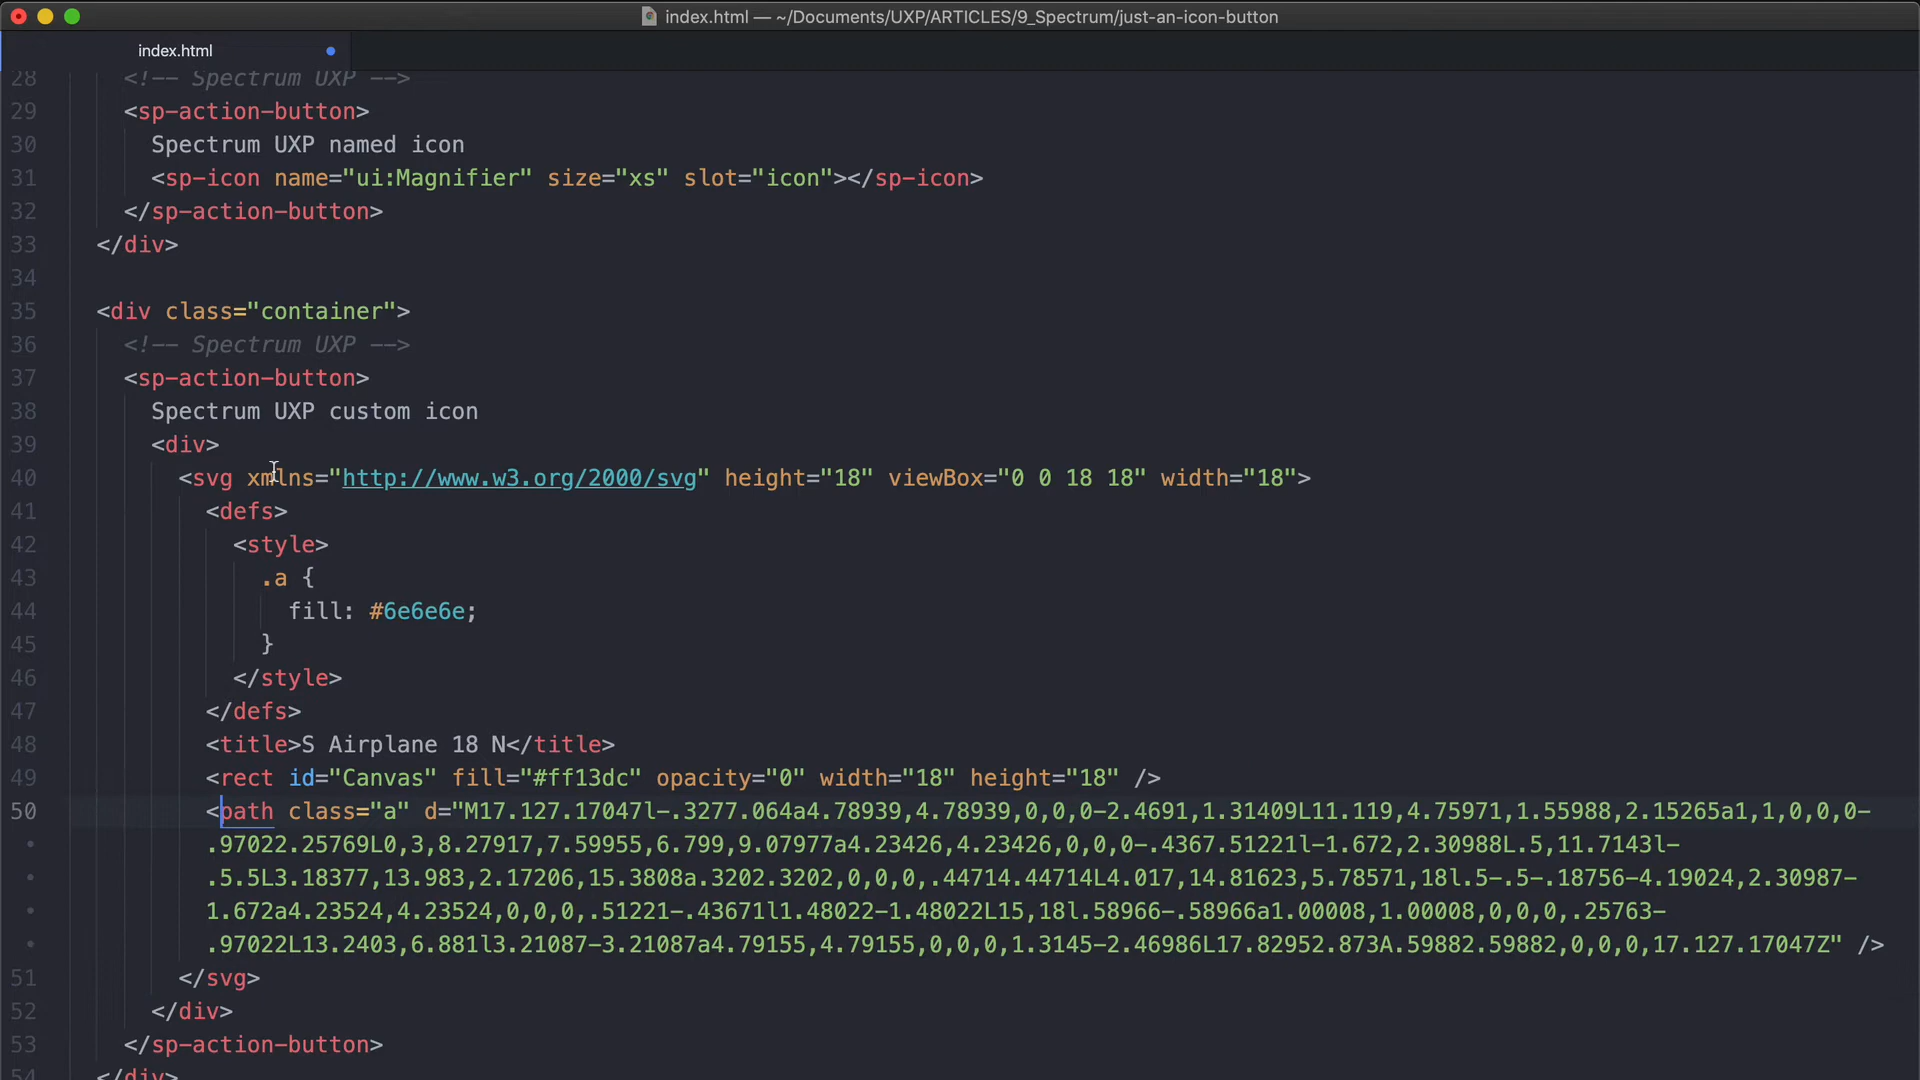 index.html — ~/Documents/UXP/ARTICLES/9_Spectrum/just-an-icon-button
index.html
28 <!-- Spectrum UXP -->
29 <sp-action-button>
30 Spectrum UXP named icon
31 <sp-icon name="ui:Magnifier" size="xs" slot="icon"></sp-icon>
32 </sp-action-button>
33 </div>
34
35 <div class="container">
36 <!-- Spectrum UXP -->
37 <sp-action-button>
38 Spectrum UXP custom icon
39 <div>
40 <svg xmlns="http://www.w3.org/2000/svg" height="18" viewBox="0 0 18 18" width="18">
41 <defs>
42 <style>
43 .a {
44 fill: #6e6e6e;
45 }
46 </style>
47 </defs>
48 <title>S Airplane 18 N</title>
49 <rect id="Canvas" fill="#ff13dc" opacity="0" width="18" height="18" />
50 <path class="a" d="M17.127.17047l-.3277.064a4.78939,4.78939,0,0,0-2.4691,1.31409L11.119,4.75971,1.55988,2.15265a1,1,0,0,0-
.97022.25769L0,3,8.27917,7.59955,6.799,9.07977a4.23426,4.23426,0,0,0-.4367.51221l-1.672,2.30988L.5,11.7143l-
.5.5L3.18377,13.983,2.17206,15.3808a.3202.3202,0,0,0,.44714.44714L4.017,14.81623,5.78571,18l.5-.5-.18756-4.19024,2.30987-
1.672a4.23524,4.23524,0,0,0,.51221-.43671l1.48022-1.48022L15,18l.58966-.58966a1.00008,1.00008,0,0,0,.25763-
.97022L13.2403,6.881l3.21087-3.21087a4.79155,4.79155,0,0,0,1.3145-2.46986L17.82952.873A.59882.59882,0,0,0,17.127.17047Z" />
51 </svg>
52 </div>
53 </sp-action-button>
54 </div>